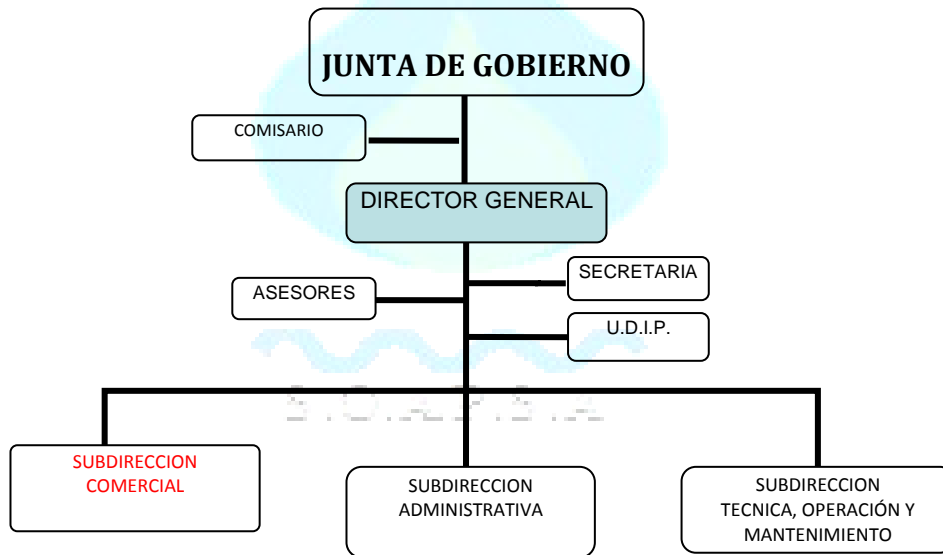 JUNTA DE GOBIERNO
COMISARIO
DIRECTOR GENERAL
SECRETARIA
ASESORES
U.D.I.P.
SUBDIRECCION
COMERCIAL
SUBDIRECCION
ADMINISTRATIVA
SUBDIRECCION
TECNICA, OPERACIÓN Y
MANTENIMIENTO